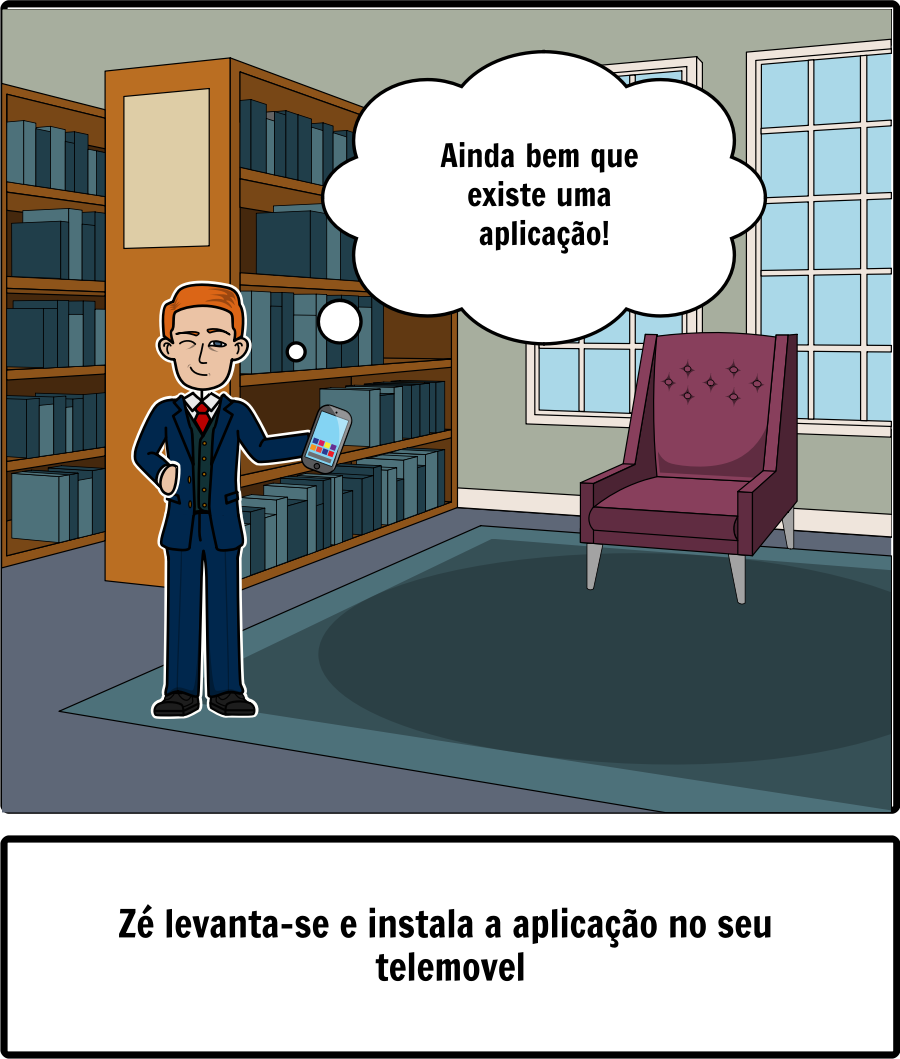 Ainda bem que
existe uma
aplicação!
Zé levanta-se e instala a aplicação no seu
telemovel